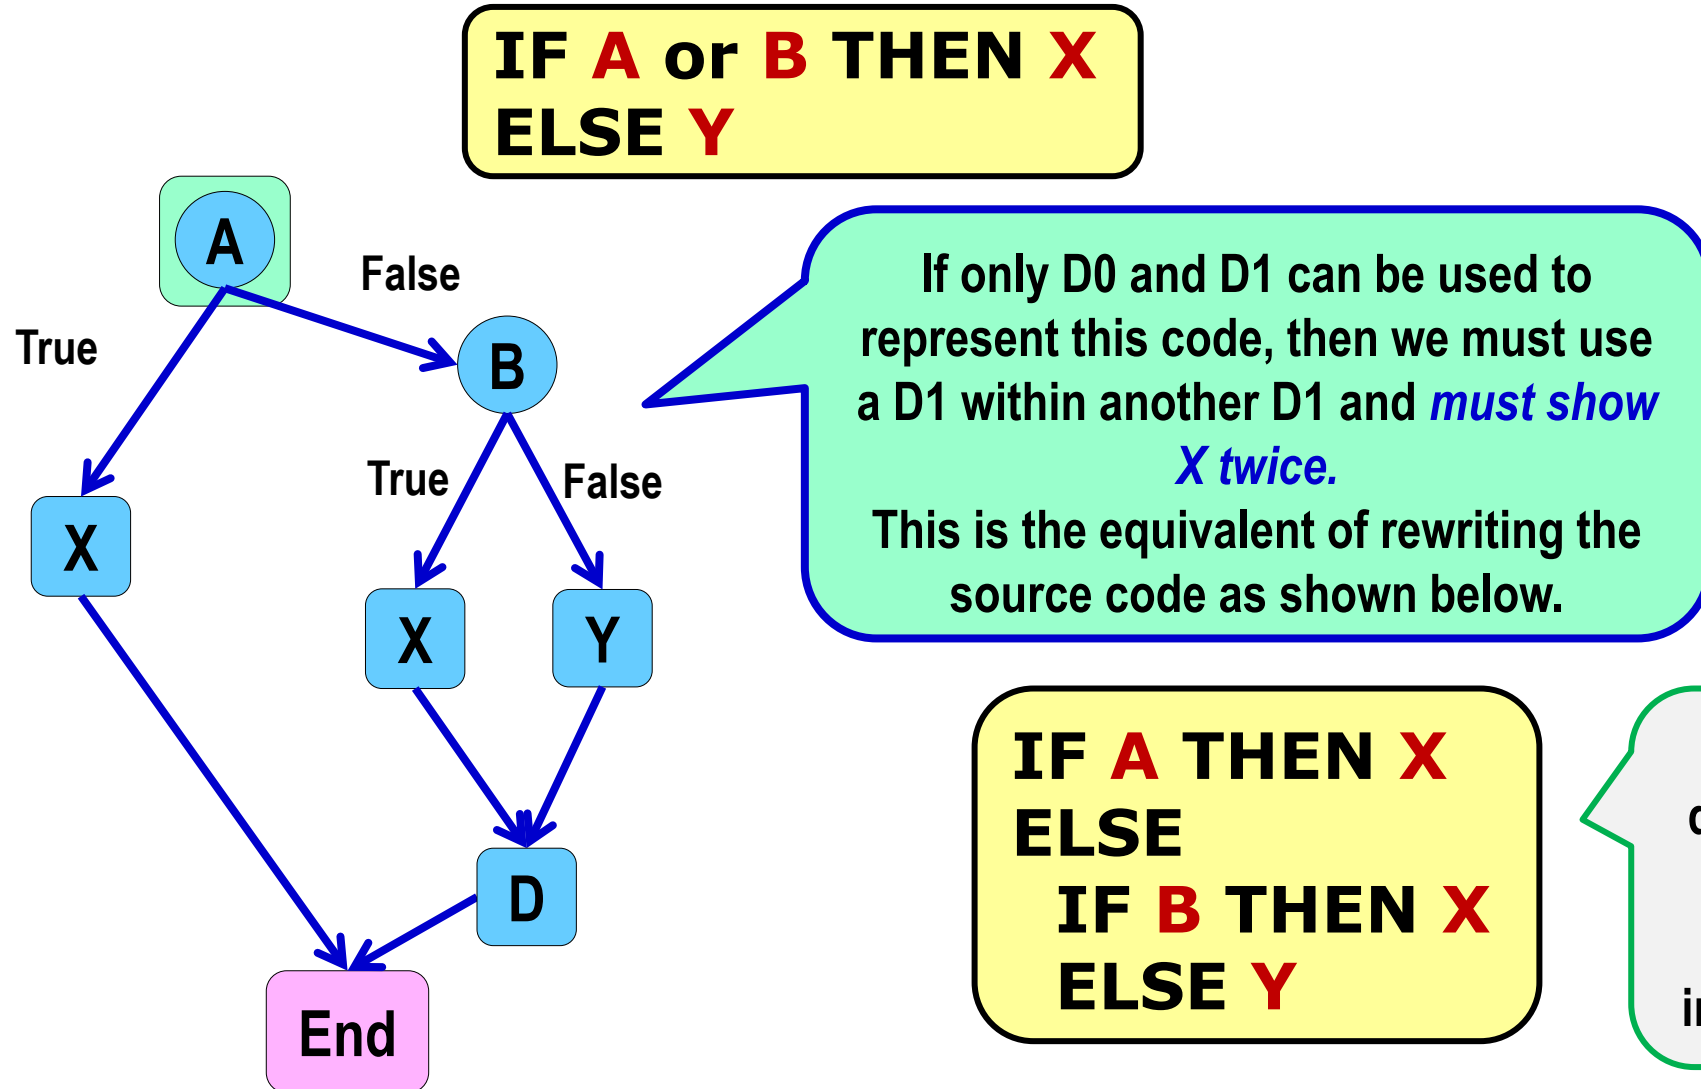 IF A or B THEN X
ELSE Y
A
False
True
B
True
False
X
X
Y
D
End
If only D0 and D1 can be used to
represent this code, then we must use
a D1 within another D1 and must show
X twice.
This is the equivalent of rewriting the
source code as shown below.
IF A THEN X
ELSE
IF B THEN X
ELSE Y